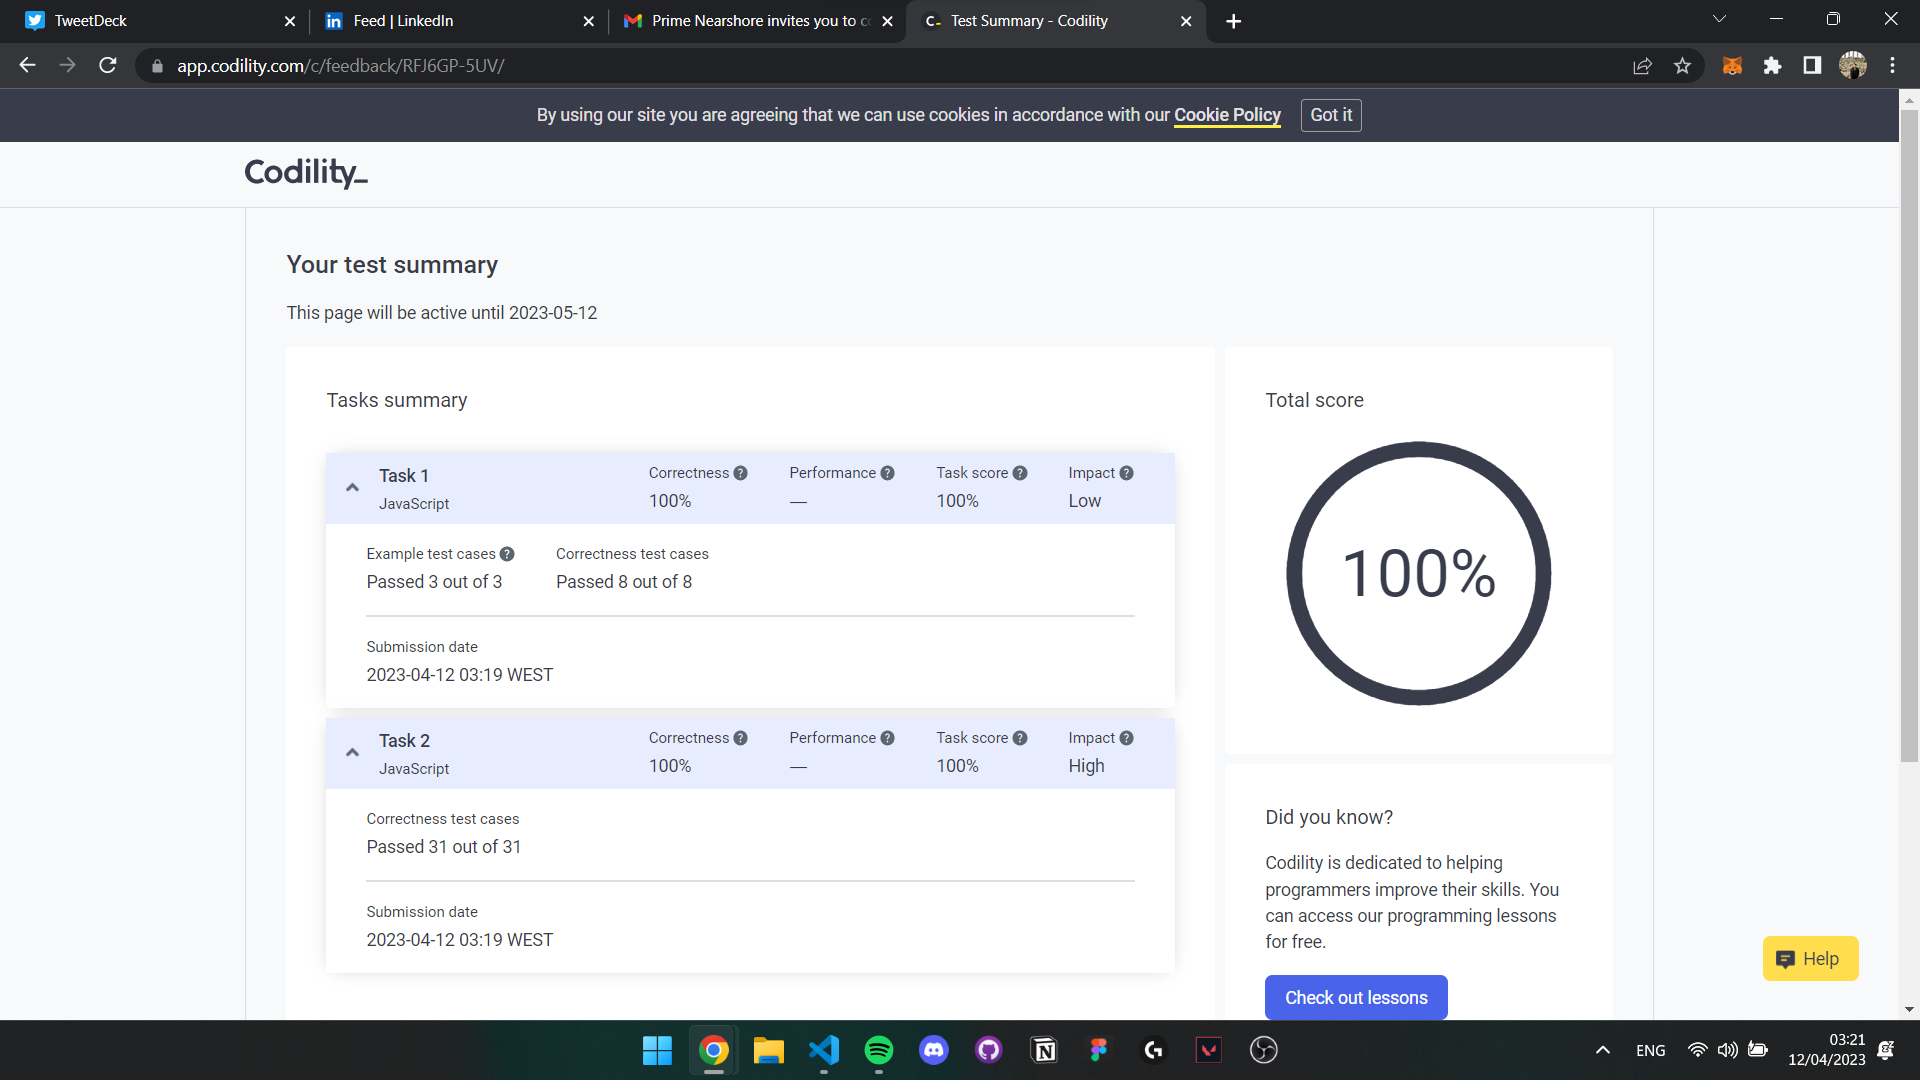 TweetDeck
Feed | LinkedIn
Prime Nearshore invites you to co
Test Summary - Codility
app.codility.com/c/feedback/RFJ6GP-5UV/
By using our site you are agreeing that we can use cookies in accordance with our Cookie Policy
Got it
Codility_
Your test summary
This page will be active until 2023-05-12
Tasks summary
Task 1
JavaScript
Correctness ?
100%
Performance ?
—
Task score ?
100%
Impact ?
Low
Example test cases ?
Passed 3 out of 3
Correctness test cases
Passed 8 out of 8
Submission date
2023-04-12 03:19 WEST
Task 2
JavaScript
Correctness ?
100%
Performance ?
—
Task score ?
100%
Impact ?
High
Correctness test cases
Passed 31 out of 31
Submission date
2023-04-12 03:19 WEST
Total score
100%
Did you know?
Codility is dedicated to helping
programmers improve their skills. You
can access our programming lessons
for free.
Check out lessons
Help
ENG
03:21
12/04/2023